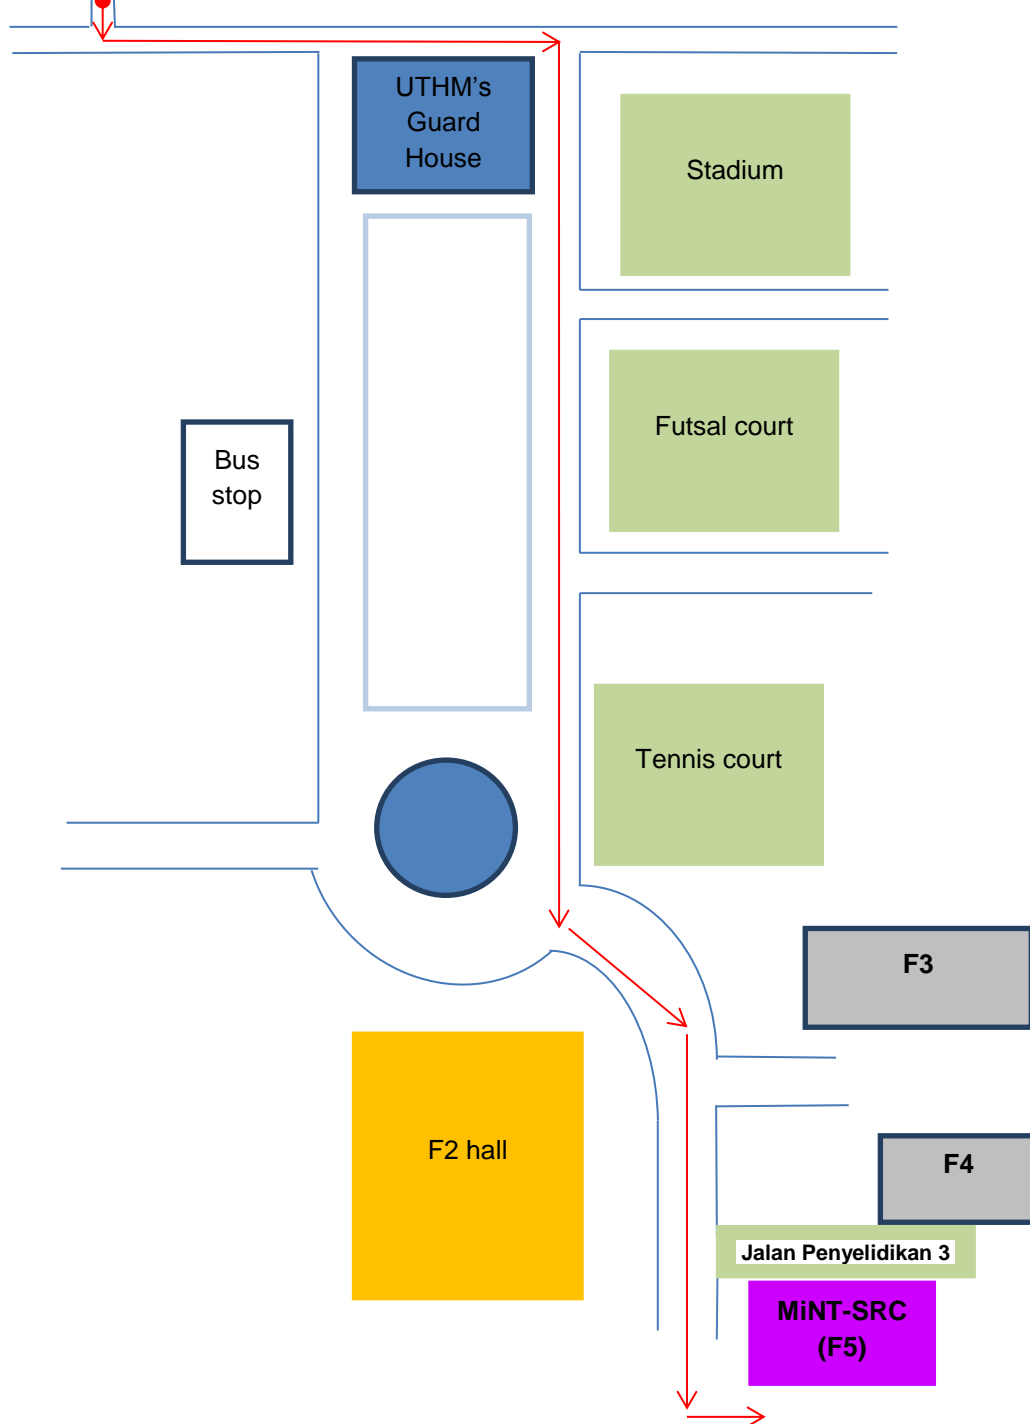 UTHM’s
Guard
House
Stadium
Futsal court
Bus
stop
Tennis court
F3
F2 hall
F4
Jalan Penyelidikan 3
MiNT-SRC
(F5)